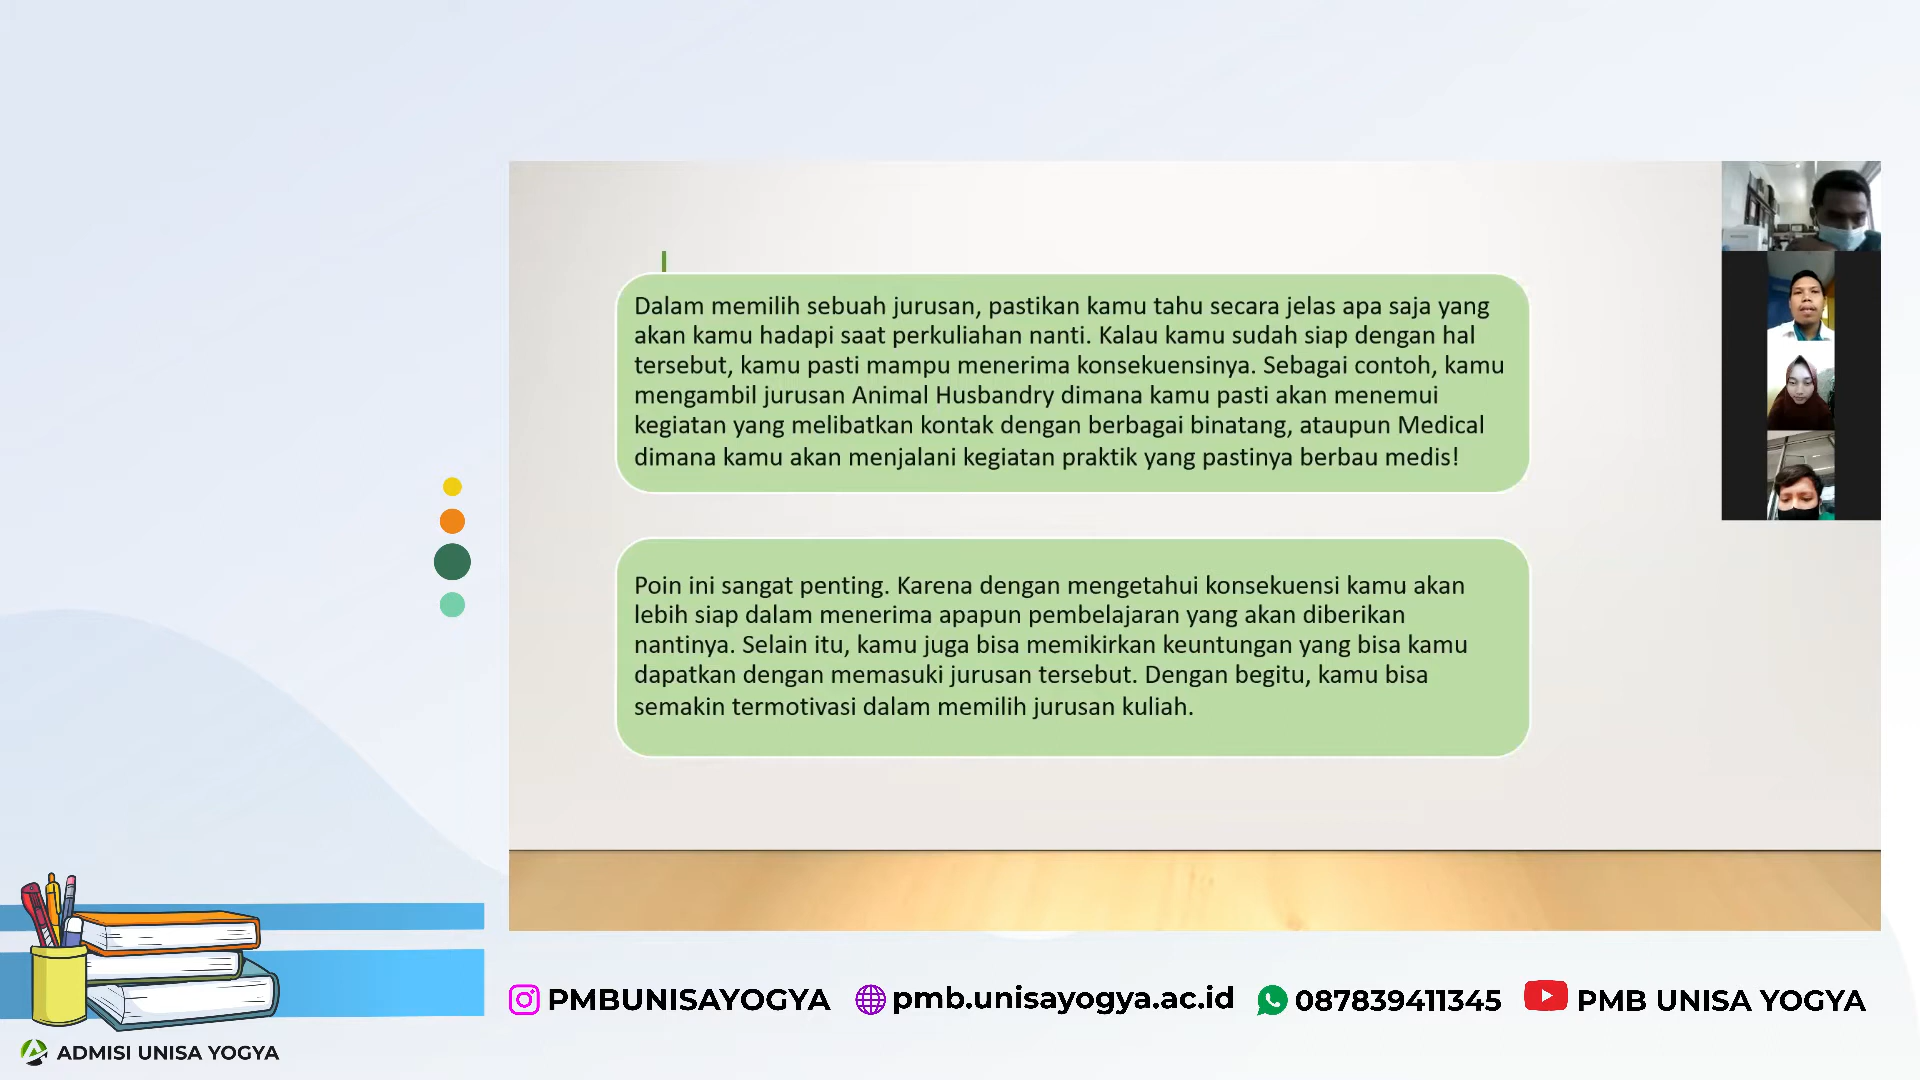 Dalam memilih sebuah jurusan, pastikan kamu tahu secara jelas apa saja yang
akan kamu hadapi saat perkuliahan nanti. Kalau kamu sudah siap dengan hal
tersebut, kamu pasti mampu menerima konsekuensinya. Sebagai contoh, kamu
mengambil jurusan Animal Husbandry dimana kamu pasti akan menemui
kegiatan yang melibatkan kontak dengan berbagai binatang, ataupun Medical
dimana kamu akan menjalani kegiatan praktik yang pastinya berbau medis!
Poin ini sangat penting. Karena dengan mengetahui konsekuensi kamu akan
lebih siap dalam menerima apapun pembelajaran yang akan diberikan
nantinya. Selain itu, kamu juga bisa memikirkan keuntungan yang bisa kamu
dapatkan dengan memasuki jurusan tersebut. Dengan begitu, kamu bisa
semakin termotivasi dalam memilih jurusan kuliah.
PMBUNISAYOGYA pmb.unisayogya.ac.id 087839411345 PMB UNISA YOGYA
ADMISI UNISA YOGYA